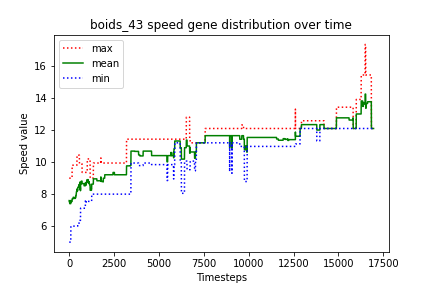 boids_43 speed gene distribution over time
max
mean
min
Speed value
16
14
12
10
8
6
0 2500 5000 7500 10000 12500 15000 17500
Timesteps